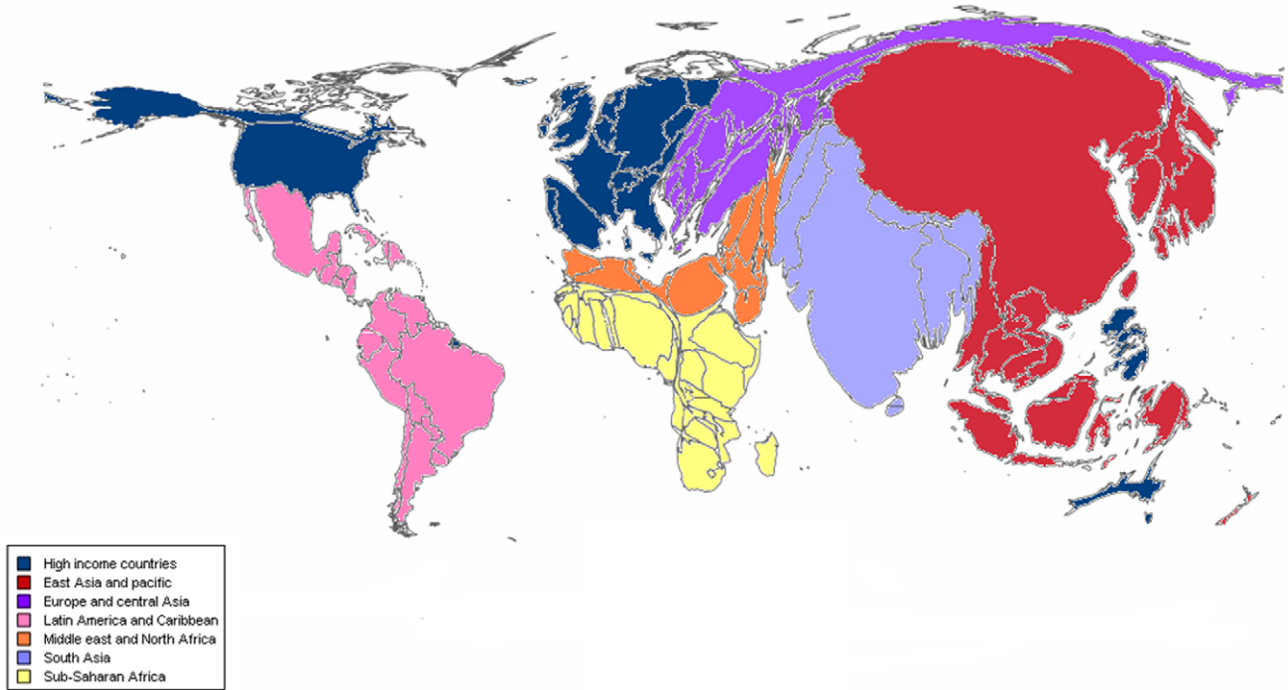 High income countries
East Asia and pacific
Europe and central Asia
Latin America and Caribbean
Middle east and North Africa
South Asia
Sub-Saharan Africa